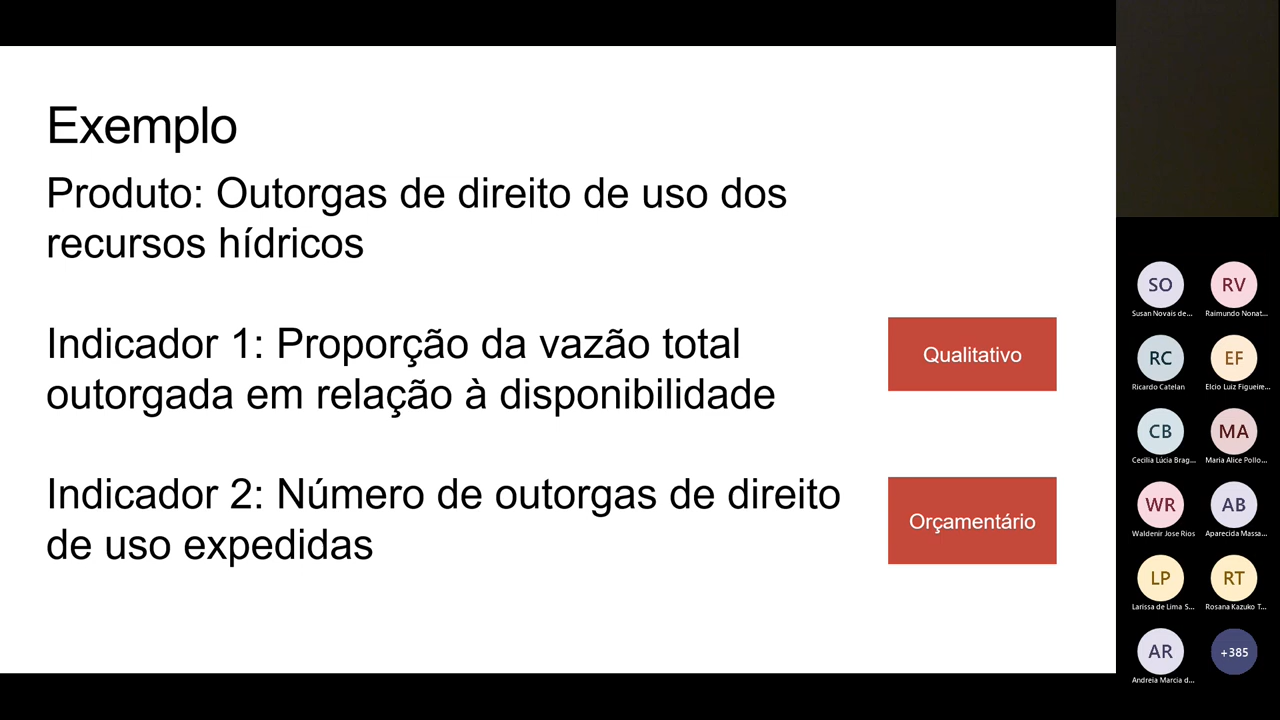 Exemplo
Produto: Outorgas de direito de uso dos
recursos hídricos
Indicador 1: Proporção da vazão total
outorgada em relação à disponibilidade
Qualitativo
Indicador 2: Número de outorgas de direito
de uso expedidas
Orçamentário
SO
Susan Novais de...
RV
Raimundo Nonat...
RC
Ricardo Catelan
EF
Elcio Luiz Figueire...
CB
Cecilia Lúcia Brag...
MA
Maria Alice Pollo...
WR
Waldenir Jose Rios
AB
Aparecida Massa...
LP
Larissa de Lima S...
RT
Rosana Kazuko T...
AR
Andreia Marcia d...
+385